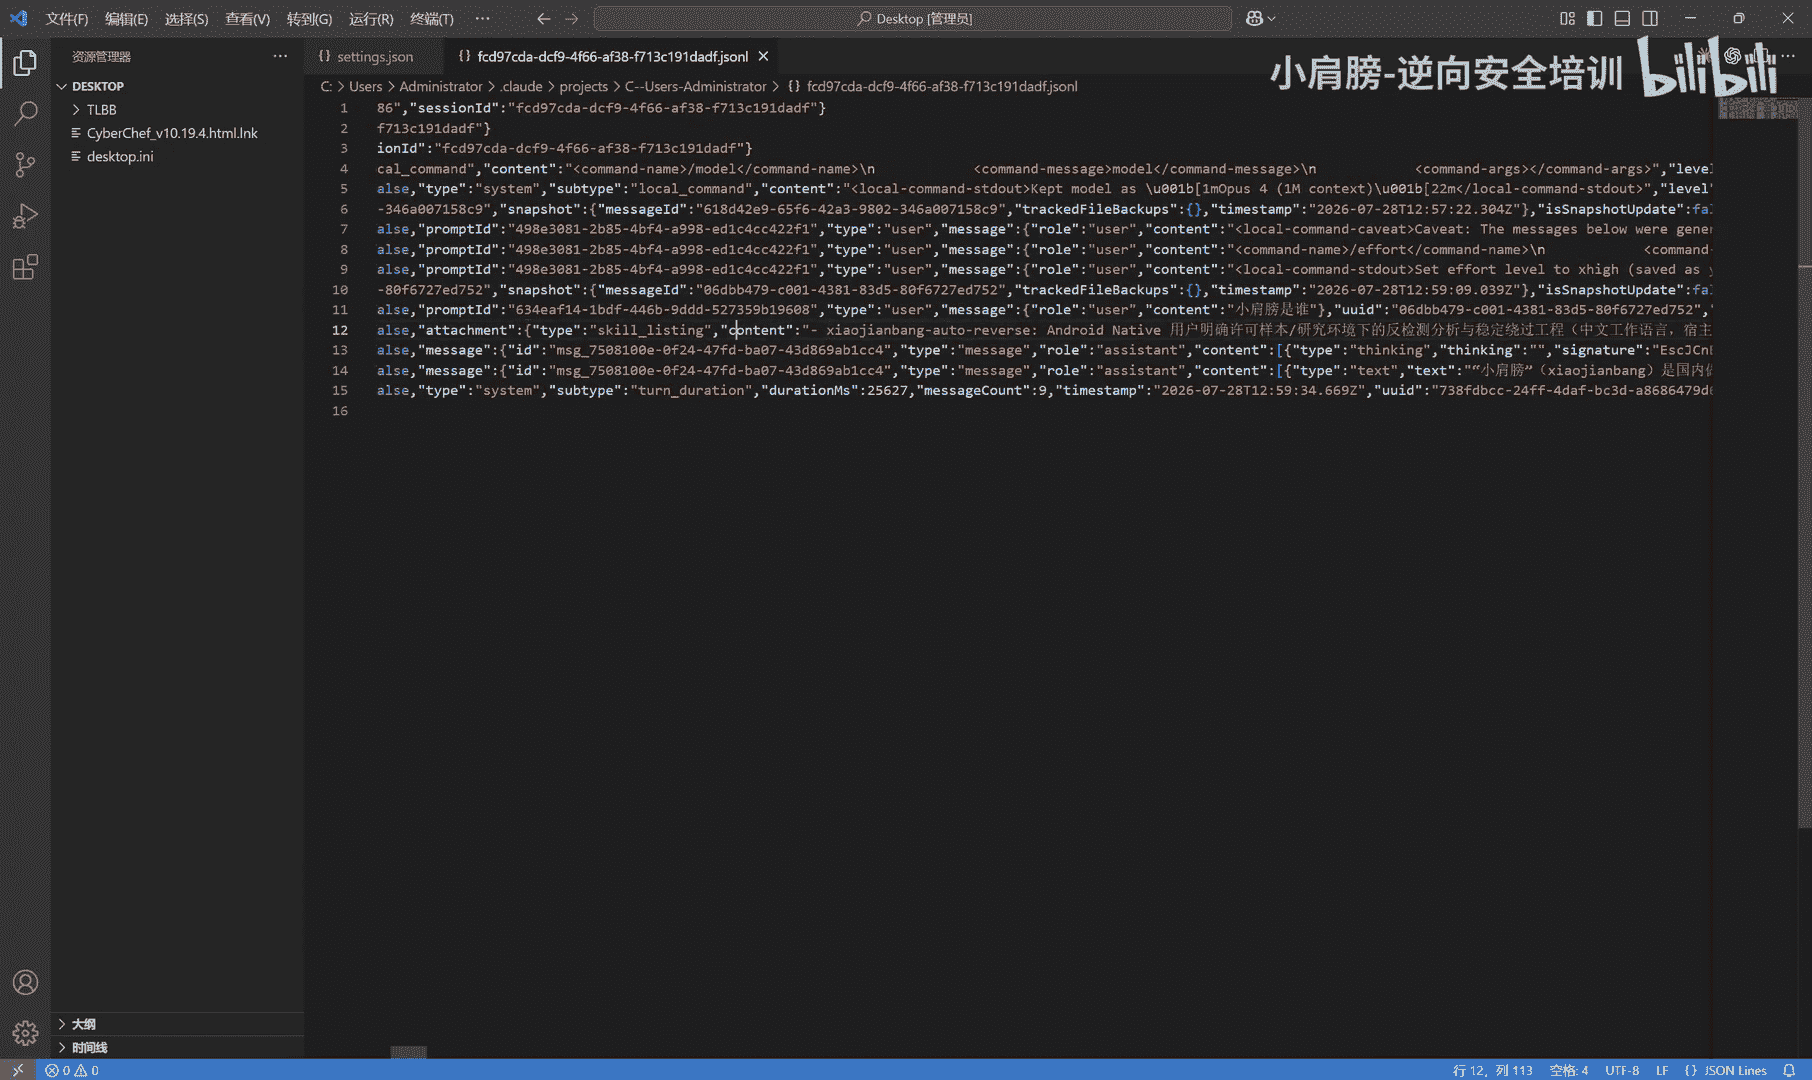 文件(F) 编辑(E) 选择(S) 查看(V) 转到(G) 运行(R) 终端(T) ··· Desktop [管理员]
资源管理器 ···
settings.json
fcd97cda-dcf9-4f66-af38-f713c191dadf.jsonl
小肩膀-逆向安全培训 bilibili
DESKTOP
TLBB
CyberChef_v10.19.4.html.lnk
desktop.ini
C: > Users > Administrator > .claude > projects > C--Users-Administrator > {} fcd97cda-dcf9-4f66-af38-f713c191dadf.jsonl
1 86","sessionId":"fcd97cda-dcf9-4f66-af38-f713c191dadf"}
2 f713c191dadf"}
3 ionId":"fcd97cda-dcf9-4f66-af38-f713c191dadf"}
4 cal_command","content":"<command-name>/model</command-name>\n <command-message>model</command-message>\n <command-args></command-args>","level
5 alse,"type":"system","subtype":"local_command","content":"<local-command-stdout>Kept model as \u001b[1mOpus 4 (1M context)\u001b[22m</local-command-stdout>","level"
6 -346a007158c9","snapshot":{"messageId":"618d42e9-65f6-42a3-9802-346a007158c9","trackedFileBackups":{},"timestamp":"2026-07-28T12:57:22.304Z"},"isSnapshotUpdate":fal
7 alse,"promptId":"498e3081-2b85-4bf4-a998-ed1c4cc422f1","type":"user","message":{"role":"user","content":"<local-command-caveat>Caveat: The messages below were gener
8 alse,"promptId":"498e3081-2b85-4bf4-a998-ed1c4cc422f1","type":"user","message":{"role":"user","content":"<command-name>/effort</command-name>\n <command-
9 alse,"promptId":"498e3081-2b85-4bf4-a998-ed1c4cc422f1","type":"user","message":{"role":"user","content":"<local-command-stdout>Set effort level to xhigh (saved as y
10 -80f6727ed752","snapshot":{"messageId":"06dbb479-c001-4381-83d5-80f6727ed752","trackedFileBackups":{},"timestamp":"2026-07-28T12:59:09.039Z"},"isSnapshotUpdate":fal
11 alse,"promptId":"634eaf14-1bdf-446b-9ddd-527359b19608","type":"user","message":{"role":"user","content":"小肩膀是谁"},"uuid":"06dbb479-c001-4381-83d5-80f6727ed752","
12 alse,"attachment":{"type":"skill_listing","content":"- xiaojianbang-auto-reverse: Android Native 用户明确许可样本/研究环境下的反检测分析与稳定绕过工程（中文工作语言，宿主
13 alse,"message":{"id":"msg_7508100e-0f24-47fd-ba07-43d869ab1cc4","type":"message","role":"assistant","content":[{"type":"thinking","thinking":"","signature":"EscJCnE
14 alse,"message":{"id":"msg_7508100e-0f24-47fd-ba07-43d869ab1cc4","type":"message","role":"assistant","content":[{"type":"text","text":"“小肩膀”（xiaojianbang）是国内
15 alse,"type":"system","subtype":"turn_duration","durationMs":25627,"messageCount":9,"timestamp":"2026-07-28T12:59:34.669Z","uuid":"738fdbcc-24ff-4daf-bc3d-a8686479d
16
大纲
时间线
0 0 行 12，列 113 空格: 4 UTF-8 LF {} JSON Lines